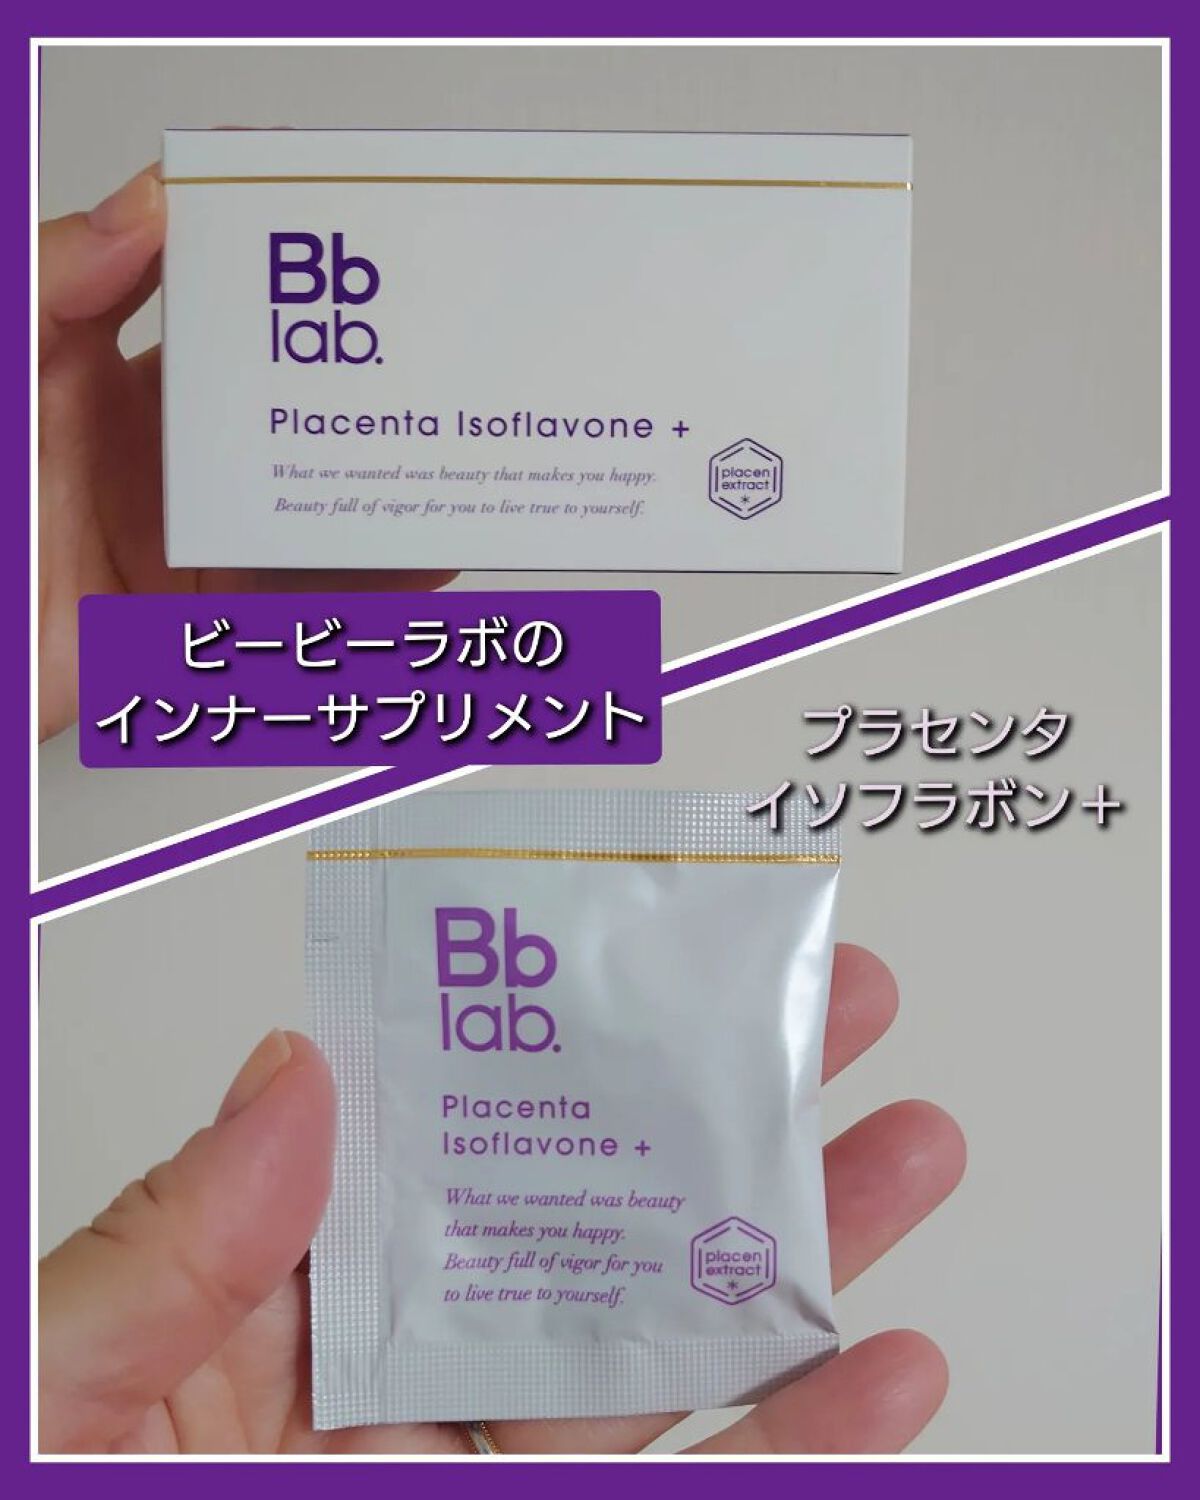 Bb
lab.
Placenta Isoflavone +
What we wanted was beauty that makes you happy.
Beauty full of vigor for you to live true to yourself.
placen
extract
*
ビービーラボの
インナーサプリメント
プラセンタ
イソフラボン＋
Bb
lab.
Placenta
Isoflavone +
What we wanted was beauty
that makes you happy.
Beauty full of vigor for you
to live true to yourself.
placen
extract
*